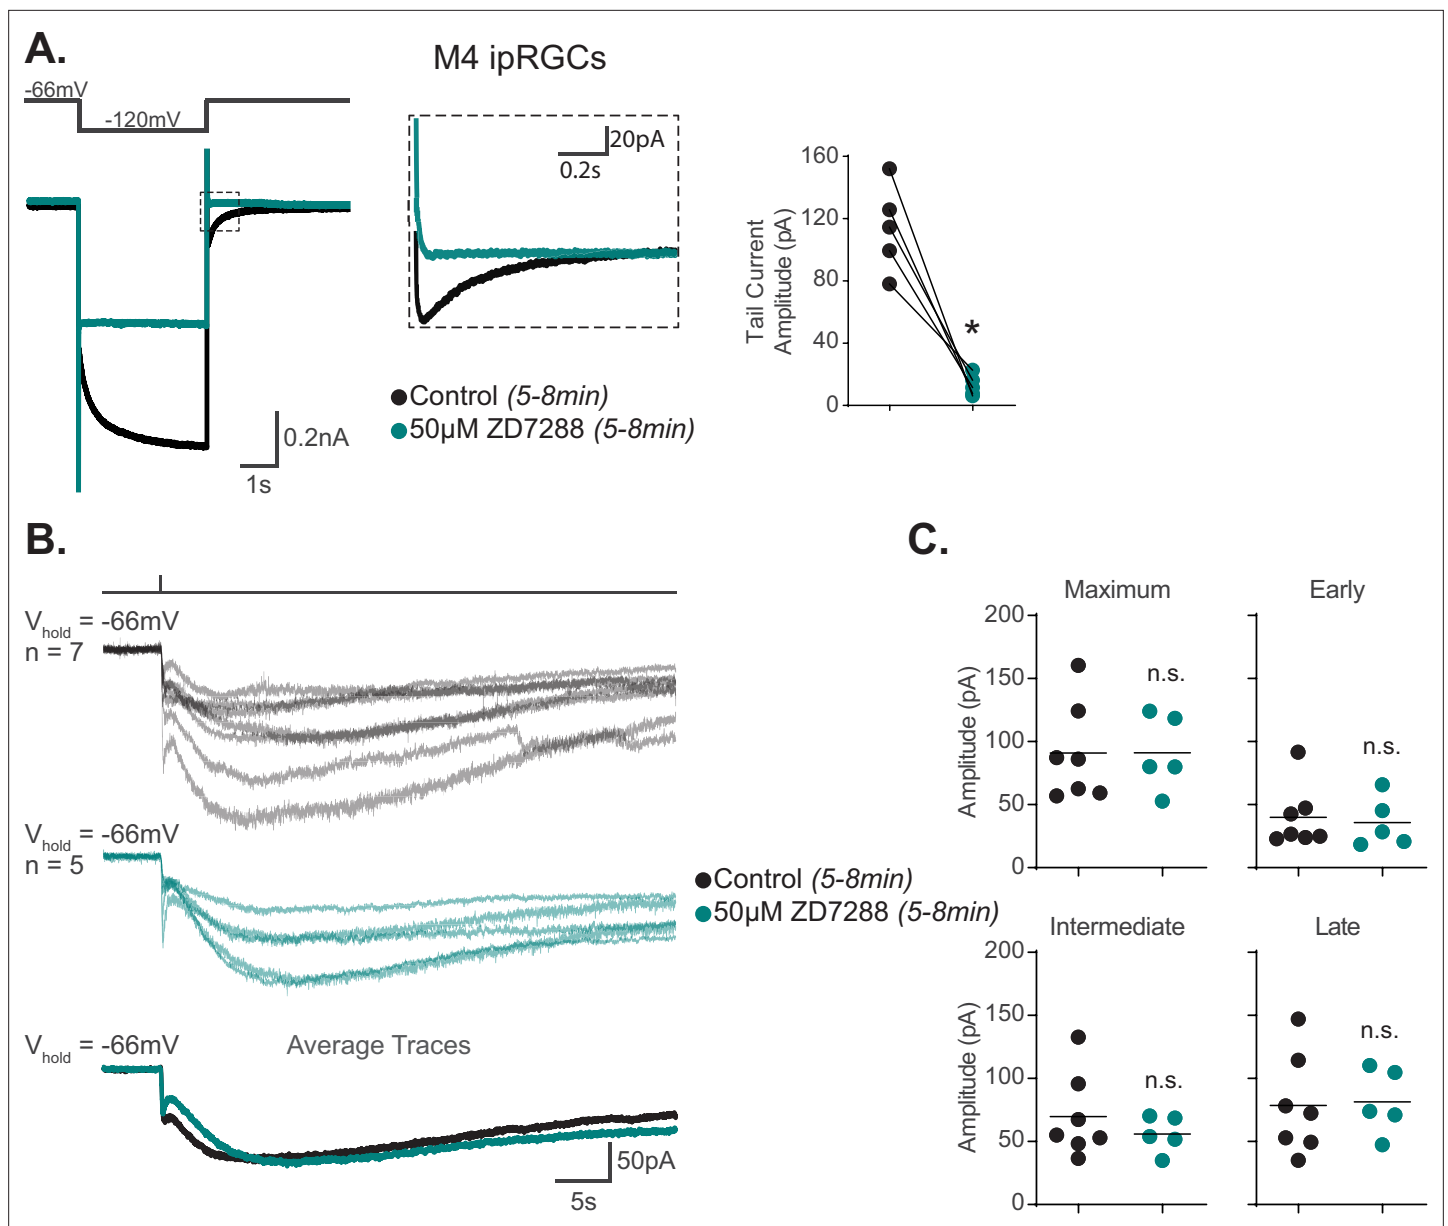 A.
M4 ipRGCs
-66mV
-120mV
20pA
0.2s
0.2nA
1s
Control (5-8min)
50µM ZD7288 (5-8min)
Tail Current
Amplitude (pA)
160
120
80
40
0
*
B.
Vhold = -66mV
n = 7
Vhold = -66mV
n = 5
Control (5-8min)
50µM ZD7288 (5-8min)
Vhold = -66mV
Average Traces
50pA
5s
C.
Maximum
Amplitude (pA)
200
150
100
50
0
n.s.
Early
n.s.
Intermediate
Amplitude (pA)
200
150
100
50
0
n.s.
Late
n.s.